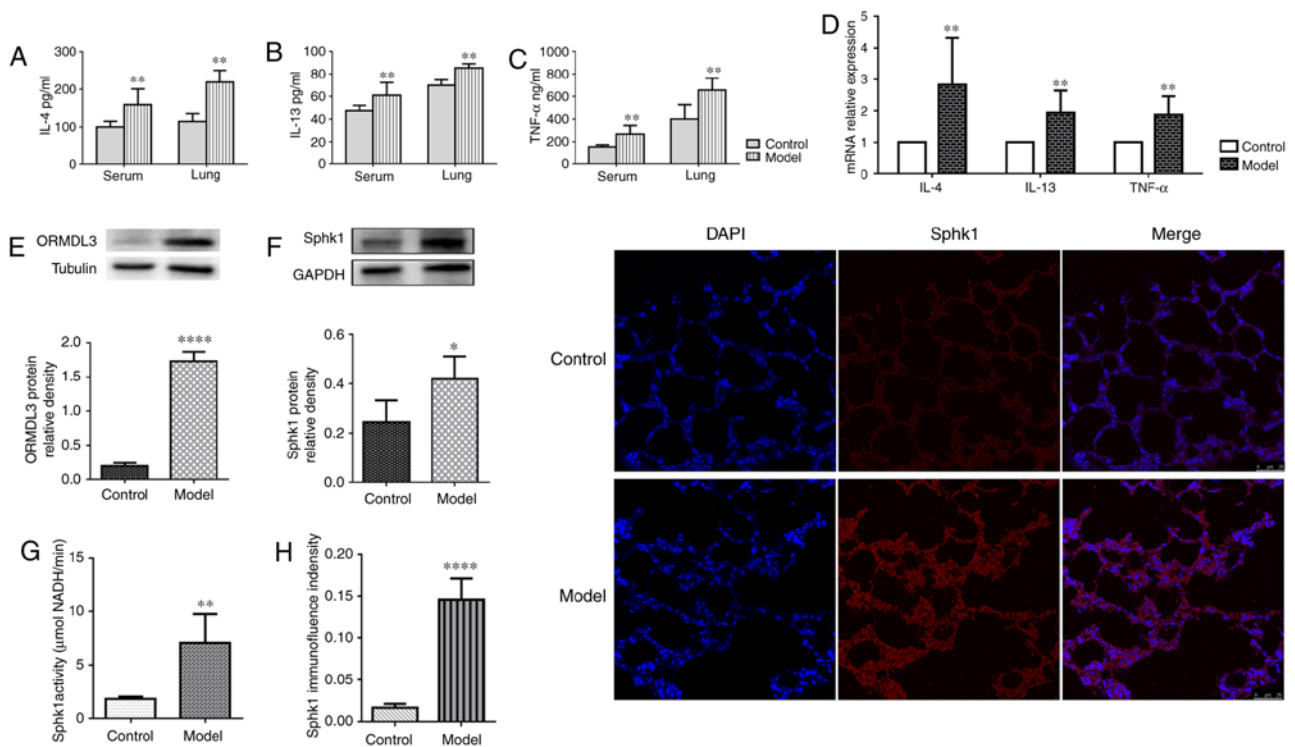 A
IL-4 pg/ml
300
200
100
0
**
**
Serum
Lung
B
IL-13 pg/ml
100
80
60
40
20
0
**
**
Serum
Lung
C
TNF-α ng/ml
1000
800
600
400
200
0
**
**
Serum
Lung
Control
Model
D
mRNA relative expression
5
4
3
2
1
0
**
**
**
IL-4
IL-13
TNF-α
Control
Model
E
ORMDL3
Tubulin
ORMDL3 protein
relative density
2.0
1.5
1.0
0.5
0.0
****
Control
Model
F
Sphk1
GAPDH
Sphk1 protein
relative density
0.6
0.4
0.2
0.0
*
Control
Model
G
Sphk1activity (μmol NADH/min)
15
10
5
0
**
Control
Model
H
Sphk1 immunofluence indensity
0.20
0.15
0.10
0.05
0.00
****
Control
Model
DAPI
Sphk1
Merge
Control
Model